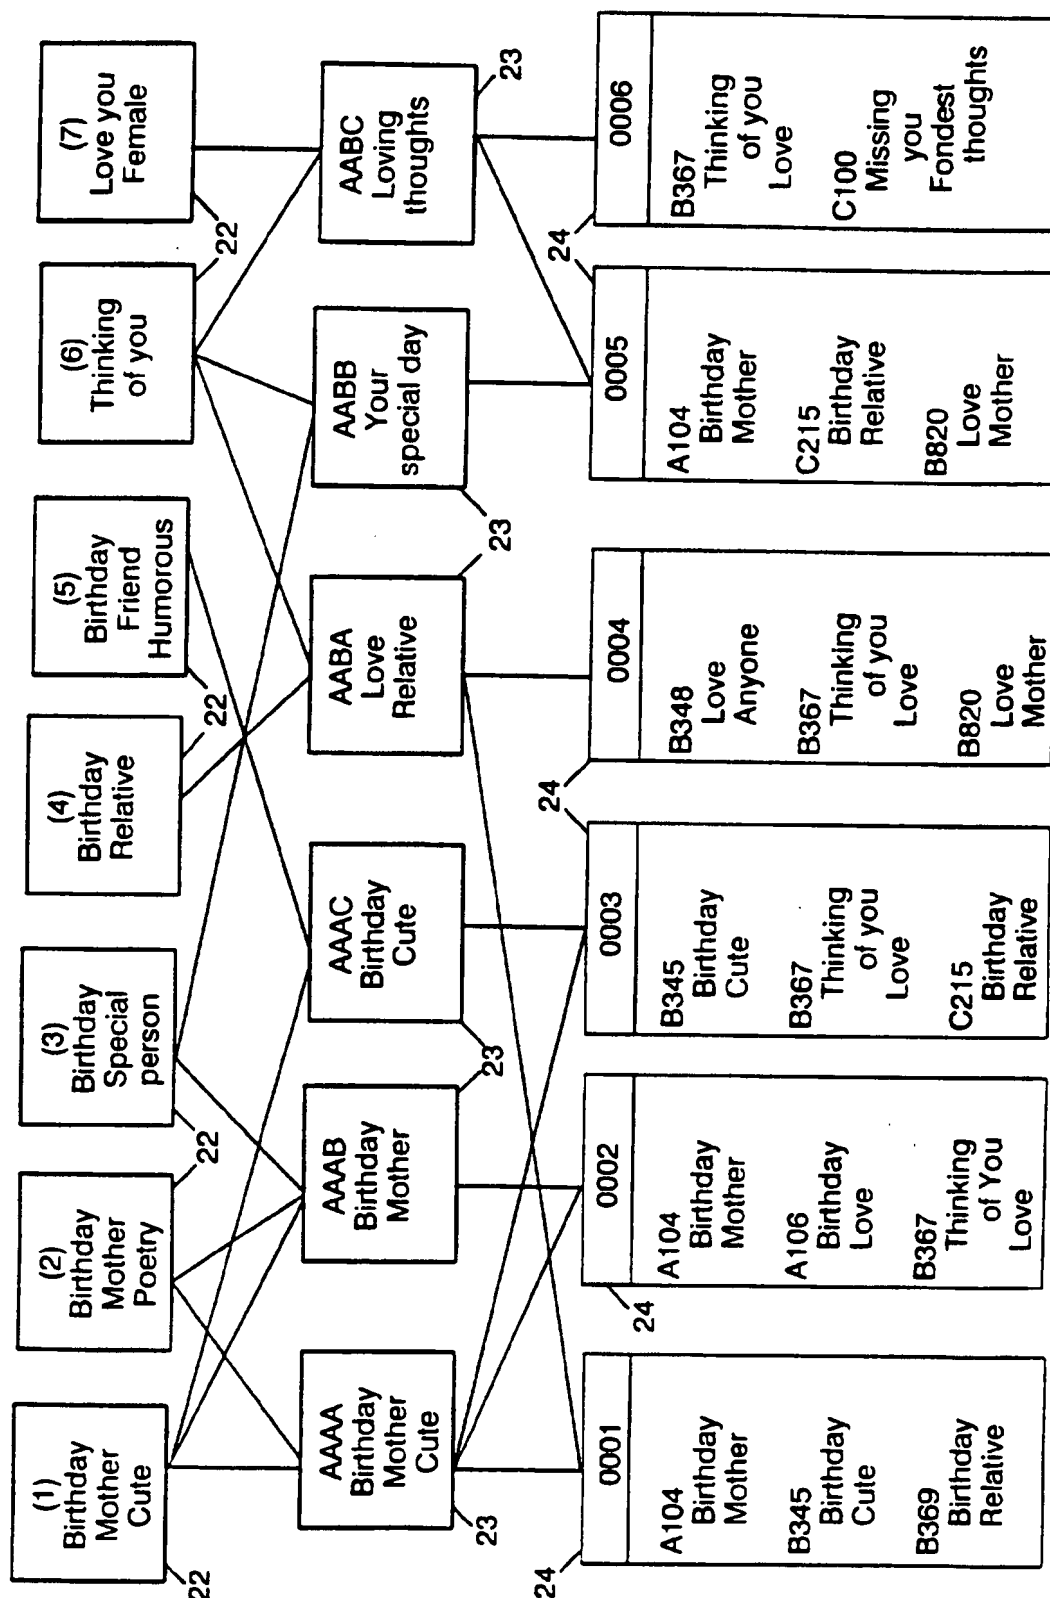 (1)
Birthday
Mother
Cute
22
(2)
Birthday
Mother
Poetry
(3)
Birthday
Special
person
22
(4)
Birthday
Relative
(5)
Birthday
Friend
Humorous
22
(6)
Thinking
of you
(7)
Love you
Female
22
AAAA
Birthday
Mother
Cute
23
AAAB
Birthday
Mother
AAAC
Birthday
Cute
23
AABA
Love
Relative
AABB
Your
special day
23
AABC
Loving
thoughts
23
24
0001
A104
Birthday
Mother
B345
Birthday
Cute
B369
Birthday
Relative
0002
A104
Birthday
Mother
A106
Birthday
Love
B367
Thinking
of You
Love
24
0003
B345
Birthday
Cute
B367
Thinking
of you
Love
C215
Birthday
Relative
24
0004
B348
Love
Anyone
B367
Thinking
of you
Love
B820
Love
Mother
0005
A104
Birthday
Mother
C215
Birthday
Relative
B820
Love
Mother
24
0006
B367
Thinking
of you
Love
C100
Missing
you
Fondest
thoughts